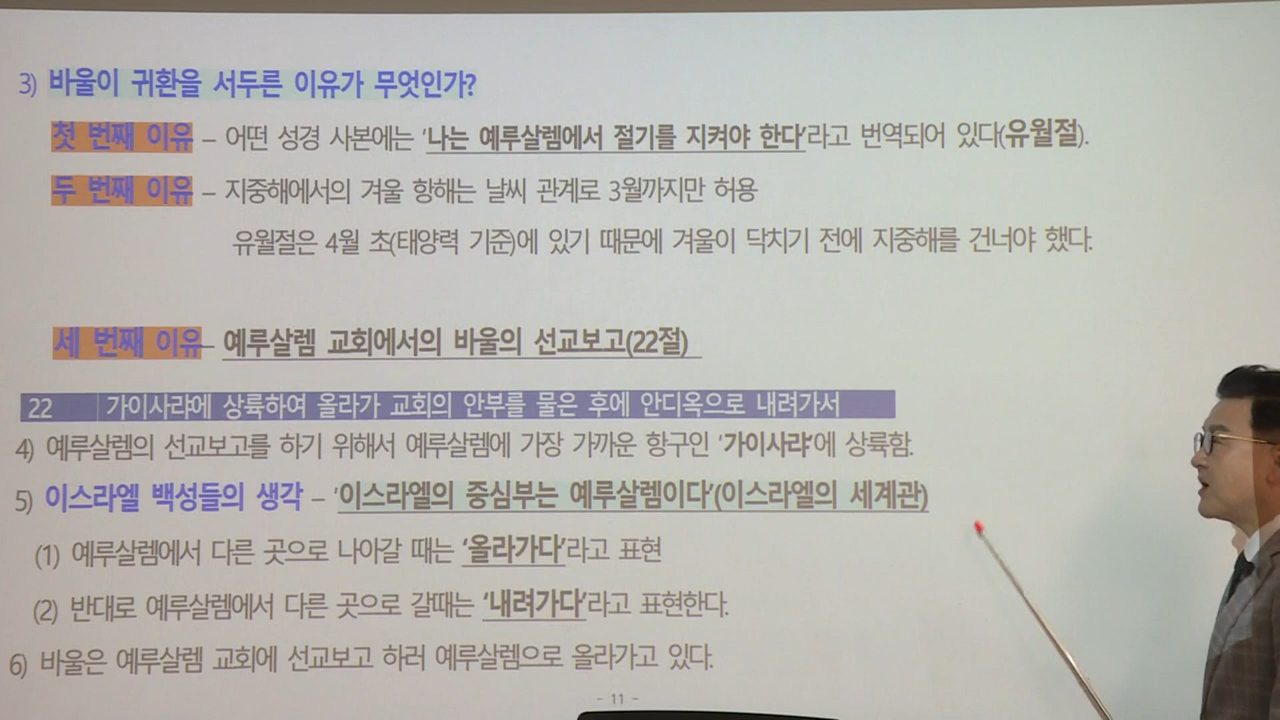 3) 바울이 귀환을 서두른 이유가 무엇인가?
첫 번째 이유 – 어떤 성경 사본에는 '나는 예루살렘에서 절기를 지켜야 한다'라고 번역되어 있다(유월절).
두 번째 이유 – 지중해에서의 겨울 항해는 날씨 관계로 3월까지만 허용
유월절은 4월 초(태양력 기준)에 있기 때문에 겨울이 닥치기 전에 지중해를 건너야 했다.
세 번째 이유– 예루살렘 교회에서의 바울의 선교보고(22절)
22 가이사랴에 상륙하여 올라가 교회의 안부를 물은 후에 안디옥으로 내려가서
4) 예루살렘의 선교보고를 하기 위해서 예루살렘에 가장 가까운 항구인 '가이사랴'에 상륙함.
5) 이스라엘 백성들의 생각 – '이스라엘의 중심부는 예루살렘이다'(이스라엘의 세계관)
(1) 예루살렘에서 다른 곳으로 나아갈 때는 '올라가다'라고 표현
(2) 반대로 예루살렘에서 다른 곳으로 갈때는 '내려가다'라고 표현한다.
6) 바울은 예루살렘 교회에 선교보고 하러 예루살렘으로 올라가고 있다.
- 11 -